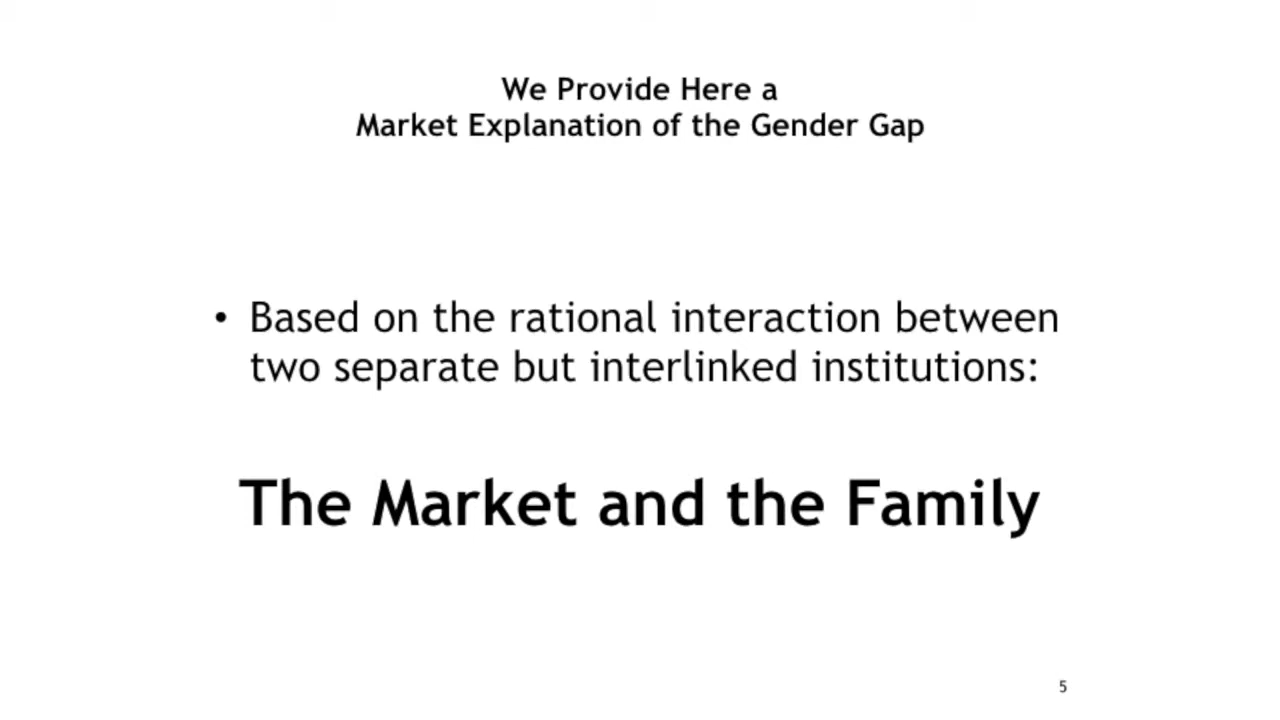 We Provide Here a
Market Explanation of the Gender Gap
• Based on the rational interaction between
two separate but interlinked institutions:
The Market and the Family
5